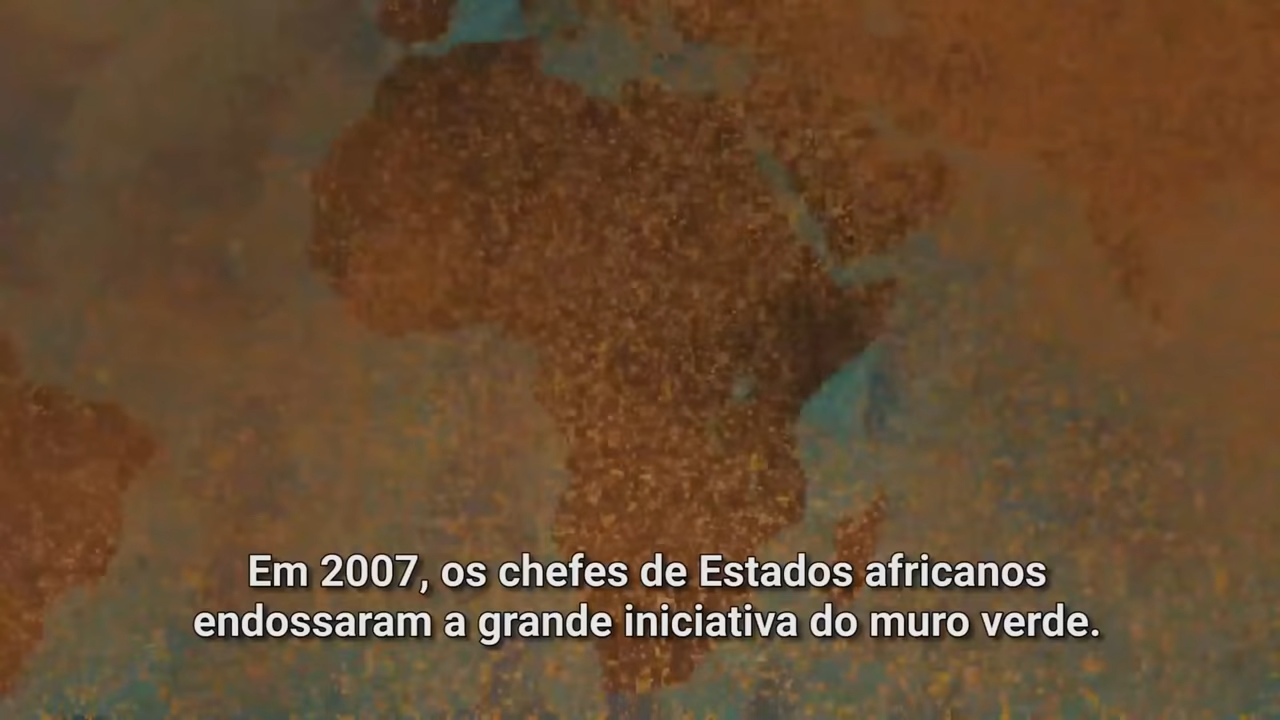 Em 2007, os chefes de Estados africanos
endossaram a grande iniciativa do muro verde.